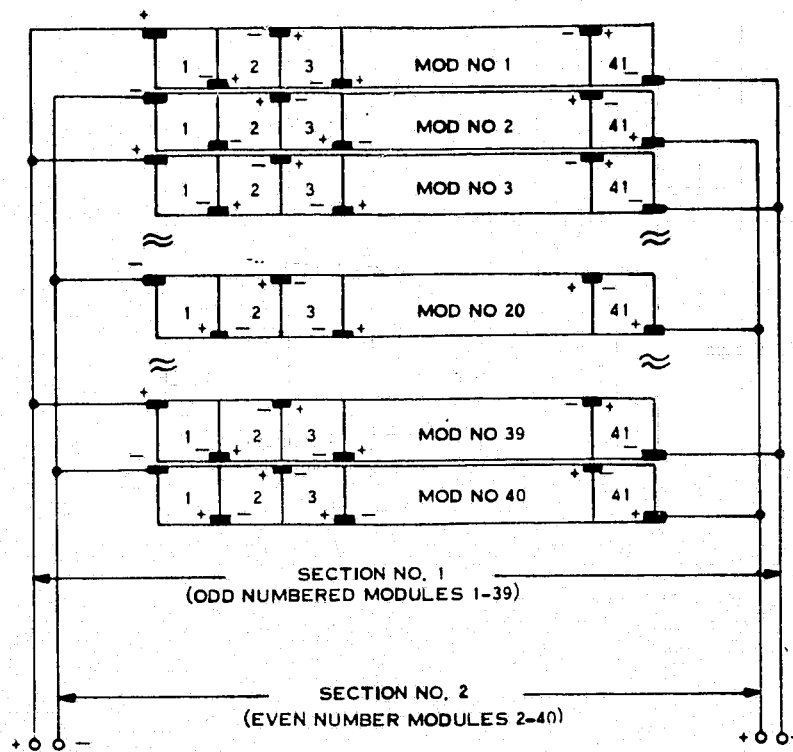 +
- + - +
1 2 3 MOD NO 1 41
- + - + -
- + - + -
1 2 3 MOD NO 2 41
- - +
+ - + - +
1 2 3 MOD NO 3 41
- + - + -
≈ ≈
- + - + -
1 2 3 MOD NO 20 41
+ - - + +
≈ ≈
+ - + - +
1 2 3 MOD NO 39 41
- + - + -
- + - + -
1 2 3 MOD NO 40 41
+ - + - +
SECTION NO. 1
(ODD NUMBERED MODULES 1-39)
SECTION NO. 2
(EVEN NUMBER MODULES 2-40)
+ - + -